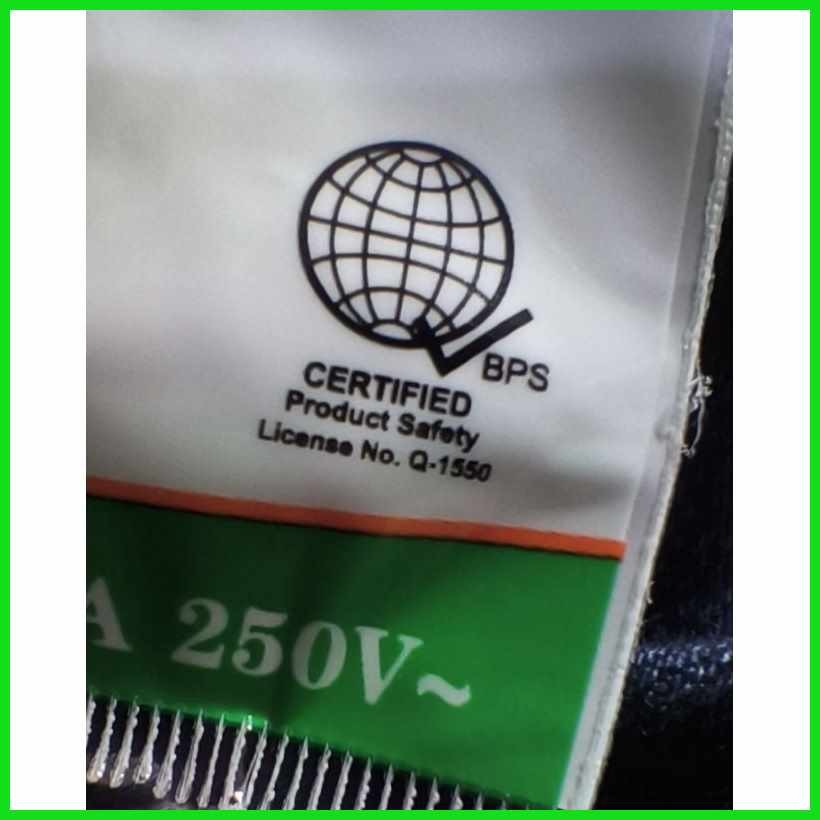 BPS
CERTIFIED
Product Safety
License No. Q-1550
A 250V~